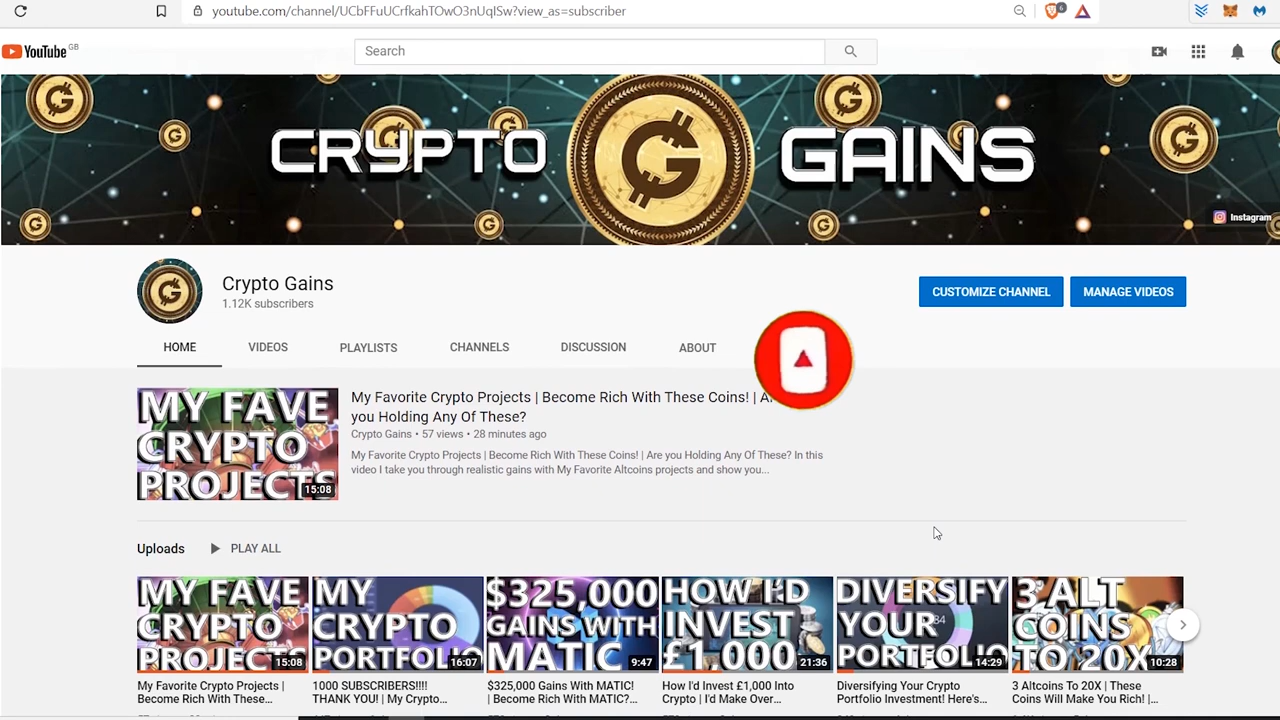 youtube.com/channel/UCbFFuUCrfkahTOwO3nUqlSw?view_as=subscriber
6
YouTube GB
Search
CRYPTO G GAINS
Instagram
Crypto Gains
1.12K subscribers
CUSTOMIZE CHANNEL
MANAGE VIDEOS
HOME
VIDEOS
PLAYLISTS
CHANNELS
DISCUSSION
ABOUT
MY FAVE
CRYPTO
PROJECTS
15:08
My Favorite Crypto Projects | Become Rich With These Coins! |
you Holding Any Of These?
Crypto Gains • 57 views • 28 minutes ago
My Favorite Crypto Projects | Become Rich With These Coins! | Are you Holding Any Of These? In this
video I take you through realistic gains with My Favorite Altcoins projects and show you...
Uploads
PLAY ALL
MY FAVE
CRYPTO
PROJECTS
15:08
My Favorite Crypto Projects |
Become Rich With These...
MY
CRYPTO
PORTFOLIO
16:07
1000 SUBSCRIBERS!!!!
THANK YOU! | My Crypto...
$325,000
GAINS WITH
MATIC
9:47
$325,000 Gains With MATIC!
| Become Rich With MATIC?...
HOW I'D
INVEST
£1,000
21:36
How I'd Invest £1,000 Into
Crypto | I'd Make Over...
DIVERSIFY
YOUR
PORTFOLIO
14:29
Diversifying Your Crypto
Portfolio Investment! Here's...
3 ALT
COINS
TO 20X
10:28
3 Altcoins To 20X | These
Coins Will Make You Rich! |...